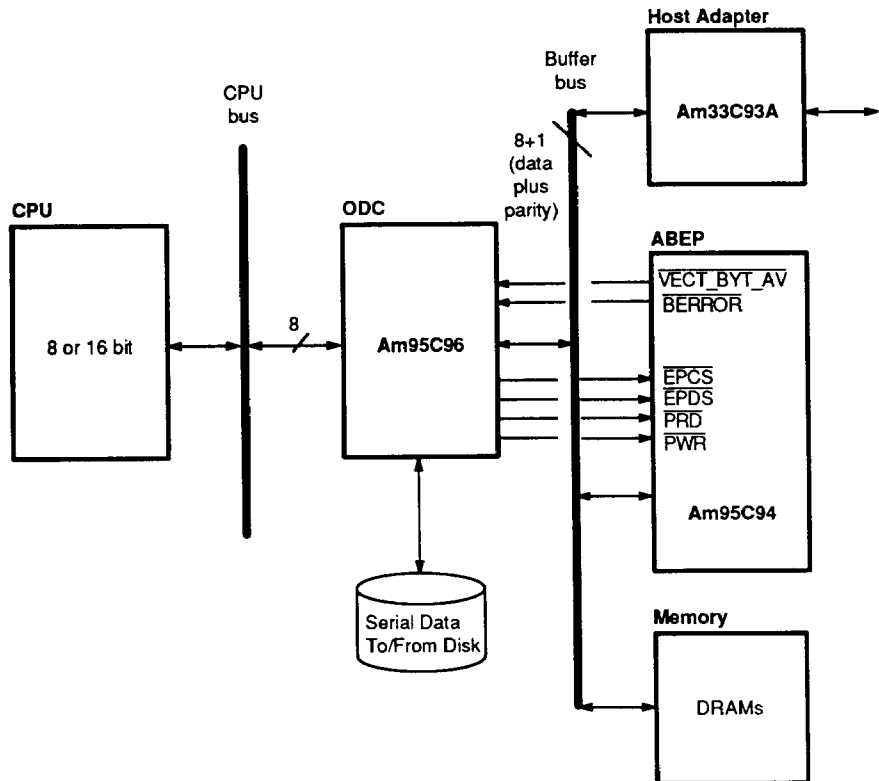 Host Adapter
Am33C93A
Buffer
bus
CPU
bus
8+1
(data
plus
parity)
CPU
8 or 16 bit
8
ODC
Am95C96
ABEP
VECT_BYT_AV
BERROR
EPCS
EPDS
PRD
PWR
Am95C94
Serial Data
To/From Disk
Memory
DRAMs